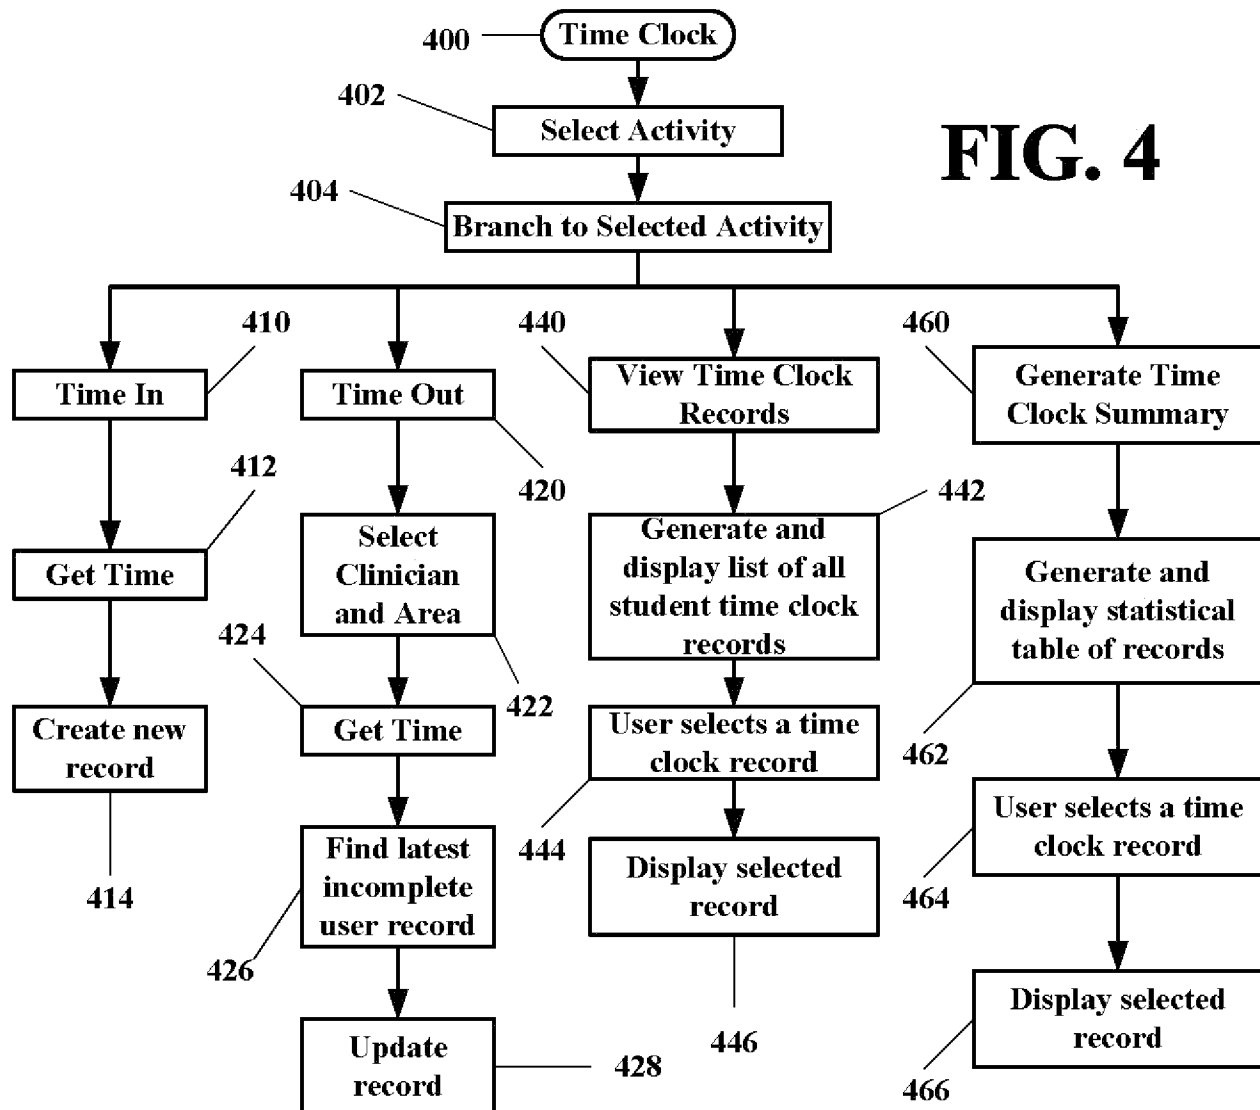 400
Time Clock
402
Select Activity
FIG. 4
404
Branch to Selected Activity
410
Time In
412
Get Time
Create new
record
414
Time Out
420
Select
Clinician
and Area
422
424
Get Time
Find latest
incomplete
user record
426
Update
record
428
440
View Time Clock
Records
442
Generate and
display list of all
student time clock
records
User selects a time
clock record
444
Display selected
record
446
460
Generate Time
Clock Summary
Generate and
display statistical
table of records
462
User selects a time
clock record
464
Display selected
record
466